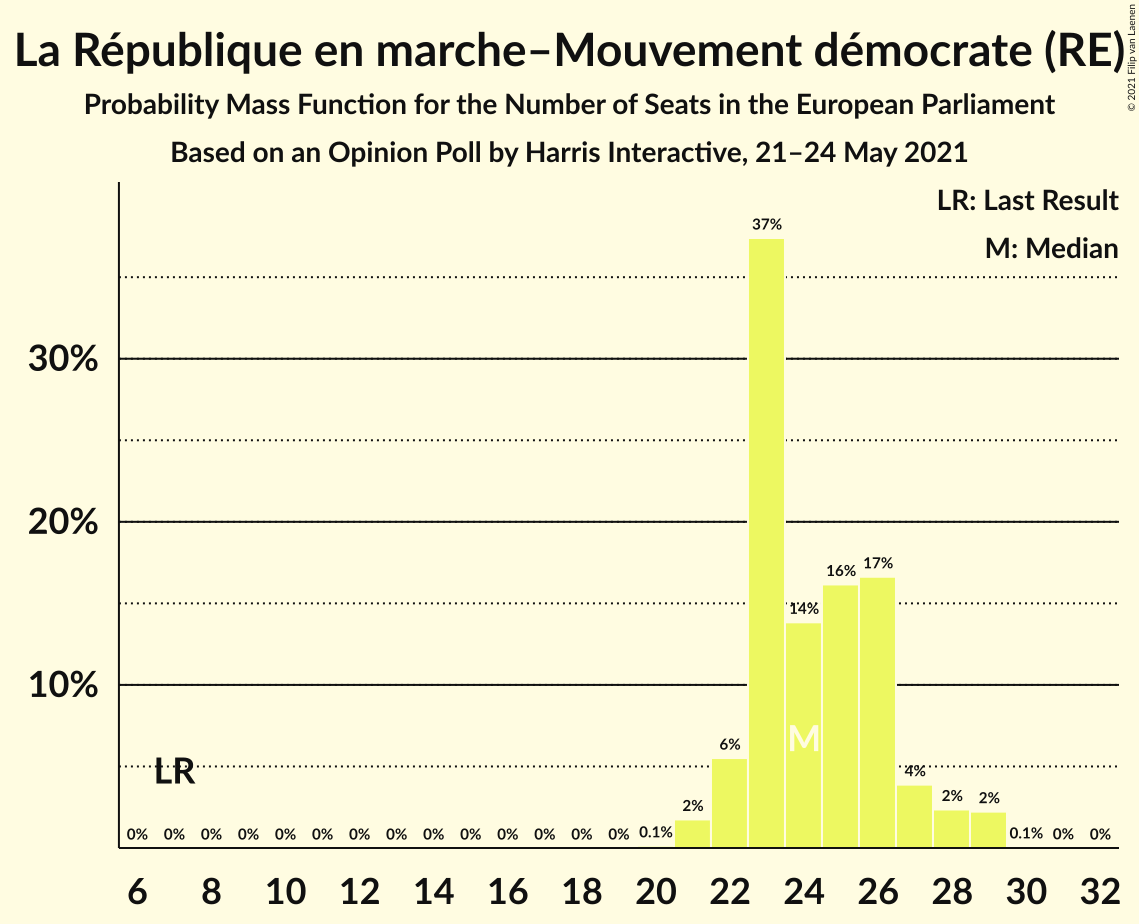 La République en marche–Mouvement démocrate (RE)
© 2021 Filip van Laenen
Probability Mass Function for the Number of Seats in the European Parliament
Based on an Opinion Poll by Harris Interactive, 21–24 May 2021
LR: Last Result
M: Median
37%
30%
20%
17%
16%
14%
10%
M
6%
LR
4%
2%
2%
2%
0% 0% 0% 0% 0% 0% 0% 0% 0% 0% 0% 0% 0% 0% 0.1% 0.1% 0% 0%
6 8 10 12 14 16 18 20 22 24 26 28 30 32